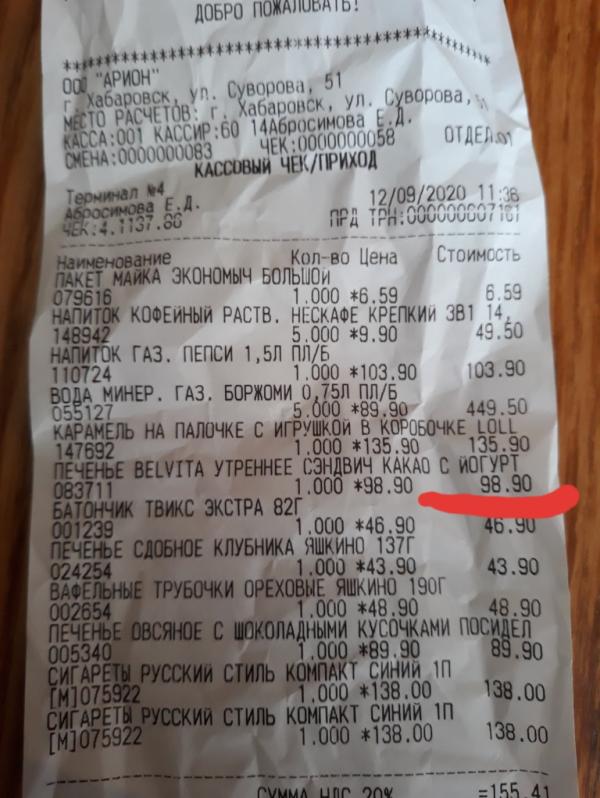 ДОБРО ПОЖАЛОВАТЬ!
************************************
ООО "АРИОН"
г. Хабаровск, ул. Суворова, 51
МЕСТО РАСЧЕТОВ: г. Хабаровск, ул. Суворова, 51
КАССА:001 КАССИР:60 14Абросимова Е.Д.
СМЕНА:0000000083 ЧЕК:0000000058 ОТДЕЛ:01
КАССОВЫЙ ЧЕК/ПРИХОД
Терминал №4 12/09/2020 11:36
Абросимова Е.Д. ПРД ТРН:000000607161
ЧЕК:4.1137.60
Наименование Кол-во Цена Стоимость
ПАКЕТ МАЙКА ЭКОНОМЫЧ БОЛЬШОЙ
079616 1.000 *6.59 6.59
НАПИТОК КОФЕЙНЫЙ РАСТВ. НЕСКАФЕ КРЕПКИЙ 3В1 14,
148942 5.000 *9.90 49.50
НАПИТОК ГАЗ. ПЕПСИ 1,5Л ПЛ/Б
110724 1.000 *103.90 103.90
ВОДА МИНЕР. ГАЗ. БОРЖОМИ 0,75Л ПЛ/Б
055127 5.000 *89.90 449.50
КАРАМЕЛЬ НА ПАЛОЧКЕ С ИГРУШКОЙ В КОРОБОЧКЕ LOLL
147692 1.000 *135.90 135.90
ПЕЧЕНЬЕ BELVITA УТРЕННЕЕ СЭНДВИЧ КАКАО С ЙОГУРТ
083711 1.000 *98.90 98.90
БАТОНЧИК ТВИКС ЭКСТРА 82Г
001239 1.000 *46.90 46.90
ПЕЧЕНЬЕ СДОБНОЕ КЛУБНИКА ЯШКИНО 137Г
024254 1.000 *43.90 43.90
ВАФЕЛЬНЫЕ ТРУБОЧКИ ОРЕХОВЫЕ ЯШКИНО 190Г
002654 1.000 *48.90 48.90
ПЕЧЕНЬЕ ОВСЯНОЕ С ШОКОЛАДНЫМИ КУСОЧКАМИ ПОСИДЕЛ
005340 1.000 *89.90 89.90
СИГАРЕТЫ РУССКИЙ СТИЛЬ КОМПАКТ СИНИЙ 1П
[М]075922 1.000 *138.00 138.00
СИГАРЕТЫ РУССКИЙ СТИЛЬ КОМПАКТ СИНИЙ 1П
[М]075922 1.000 *138.00 138.00
СУММА НДС 20% =155.41